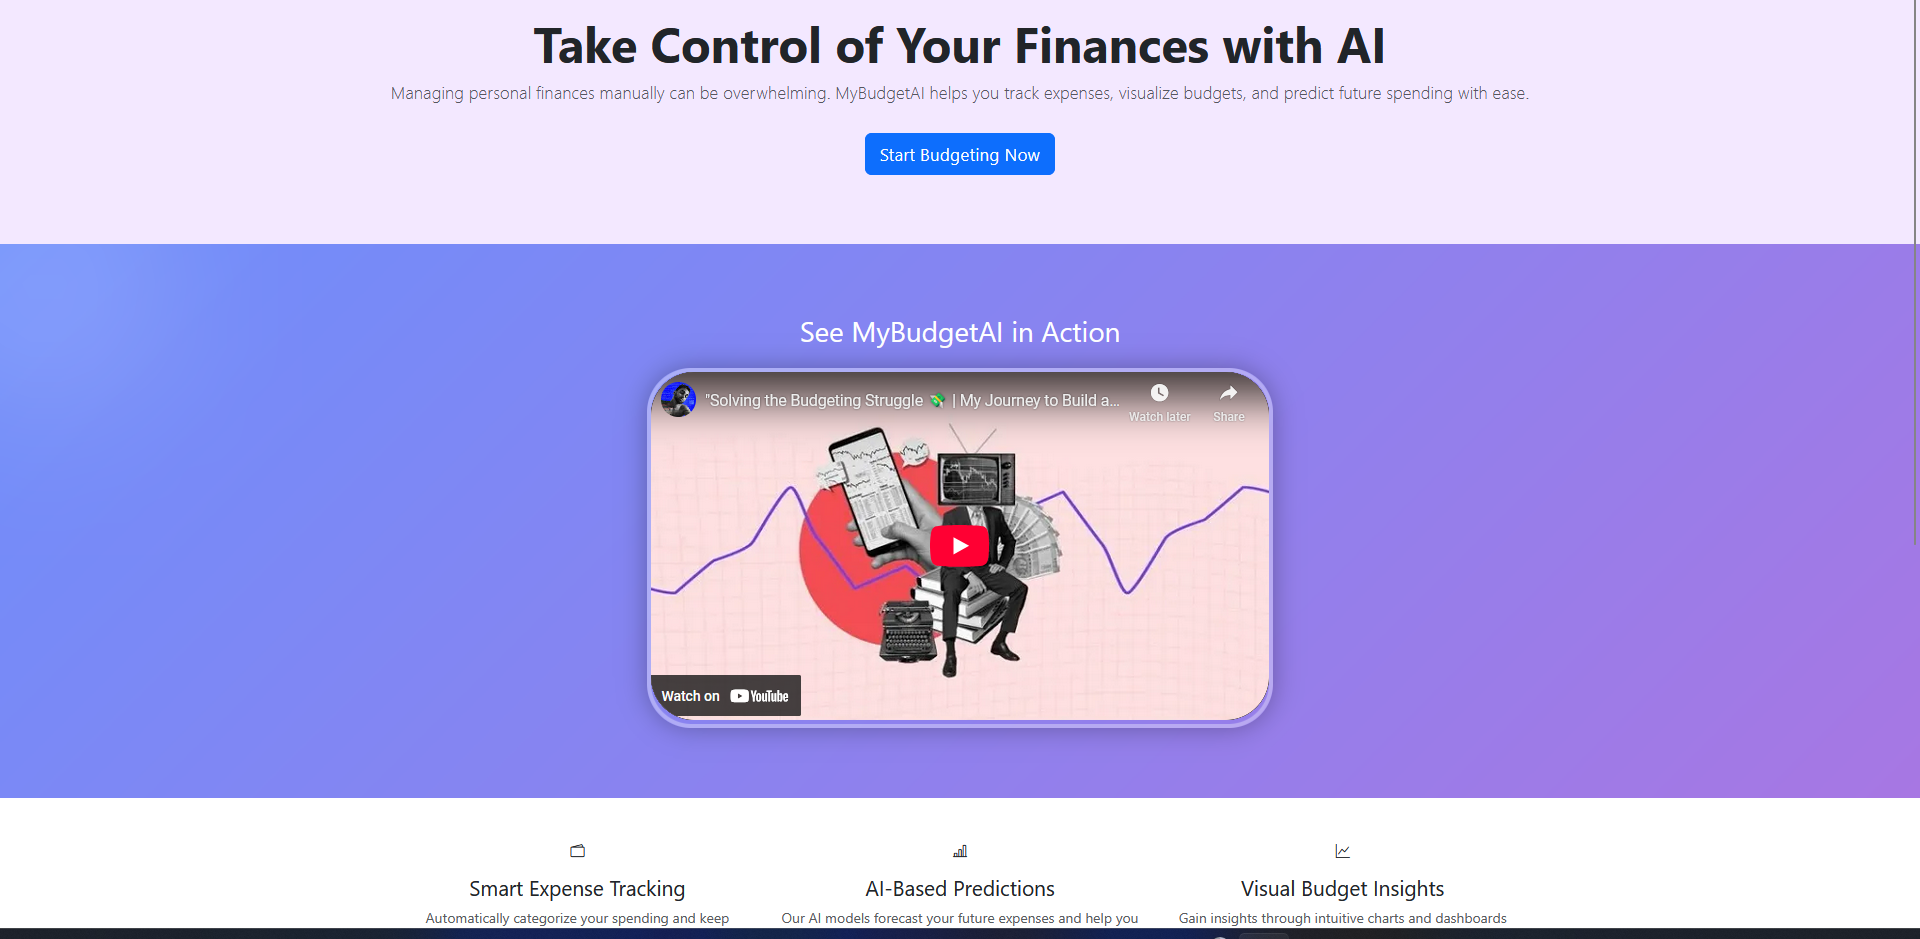 Take Control of Your Finances with AI
Managing personal finances manually can be overwhelming. MyBudgetAI helps you track expenses, visualize budgets, and predict future spending with ease.
Start Budgeting Now
See MyBudgetAI in Action
"Solving the Budgeting Struggle 💸 | My Journey to Build a...
Watch later
Share
Watch on YouTube
Smart Expense Tracking
AI-Based Predictions
Visual Budget Insights
Automatically categorize your spending and keep
Our AI models forecast your future expenses and help you
Gain insights through intuitive charts and dashboards